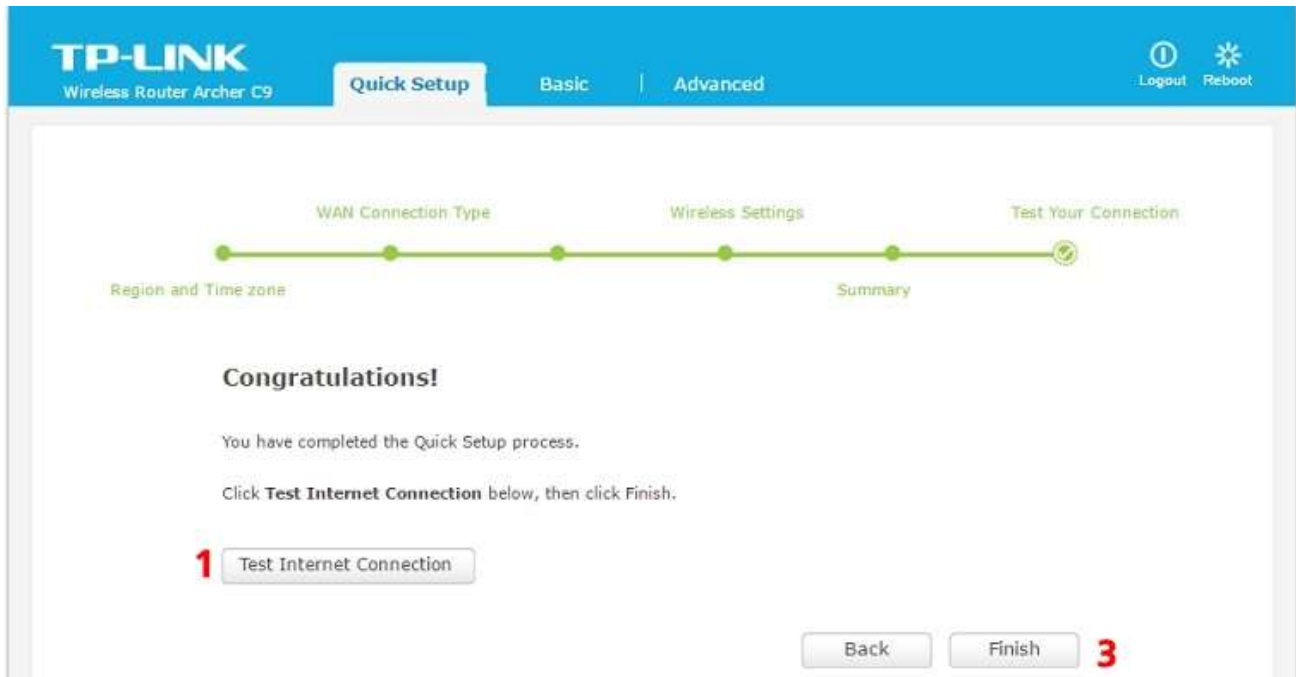 TP-LINK
Wireless Router Archer C9
Quick Setup
Basic
Advanced
Logout
Reboot
WAN Connection Type
Wireless Settings
Test Your Connection
Region and Time zone
Summary
Congratulations!
You have completed the Quick Setup process.
Click Test Internet Connection below, then click Finish.
1 Test Internet Connection
Back
Finish 3